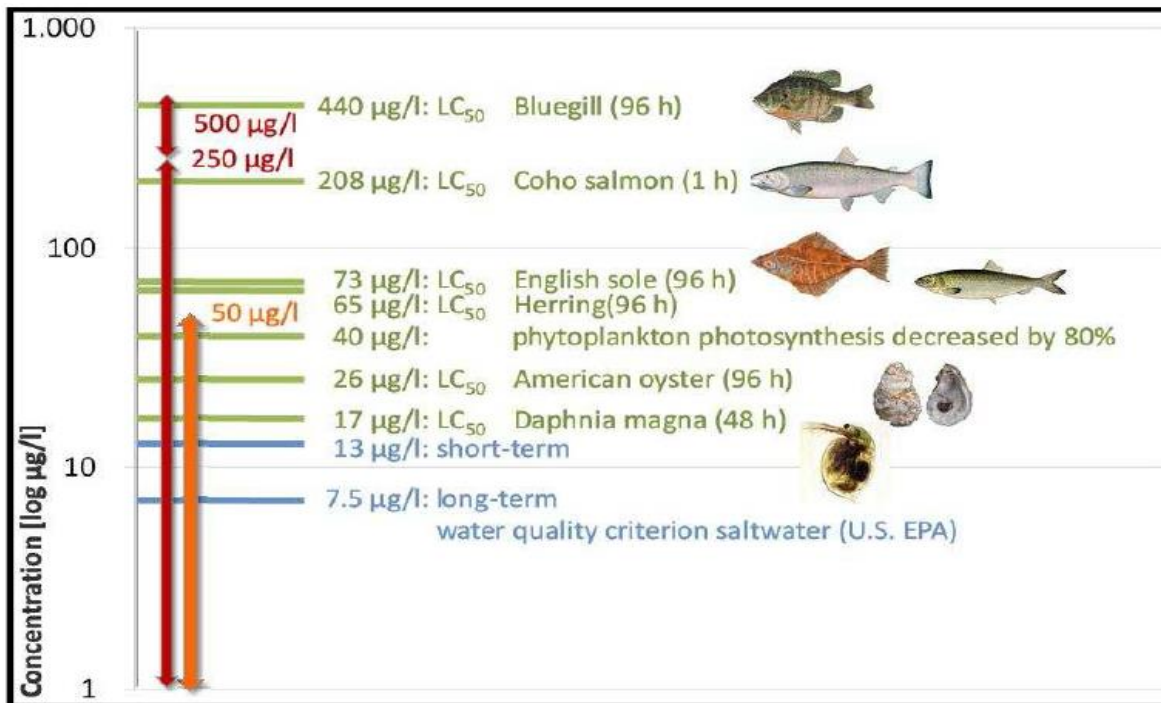 1.000
440 µg/l: LC50 Bluegill (96 h)
500 µg/l
250 µg/l
208 µg/l: LC50 Coho salmon (1 h)
100
73 µg/l: LC50 English sole (96 h)
65 µg/l: LC50 Herring(96 h)
50 µg/l
40 µg/l: phytoplankton photosynthesis decreased by 80%
26 µg/l: LC50 American oyster (96 h)
17 µg/l: LC50 Daphnia magna (48 h)
13 µg/l: short-term
10
7.5 µg/l: long-term
water quality criterion saltwater (U.S. EPA)
1
Concentration [log µg/l]